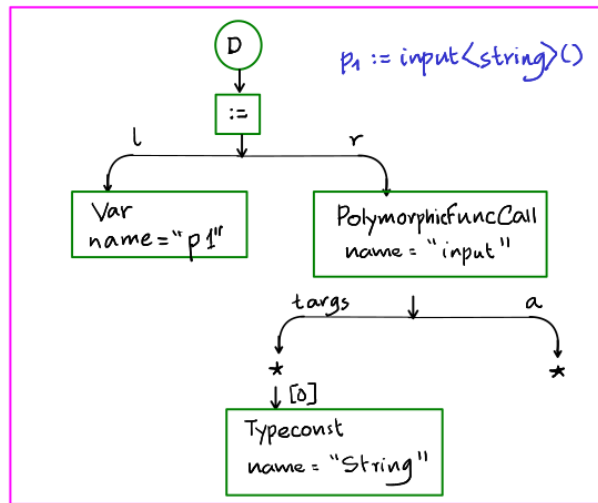 D
p1 := input<string>()
:=
l
r
Var
name="p1"
PolymorphicFuncCall
name="input"
targs
a
*
*
[0]
Typeconst
name="String"